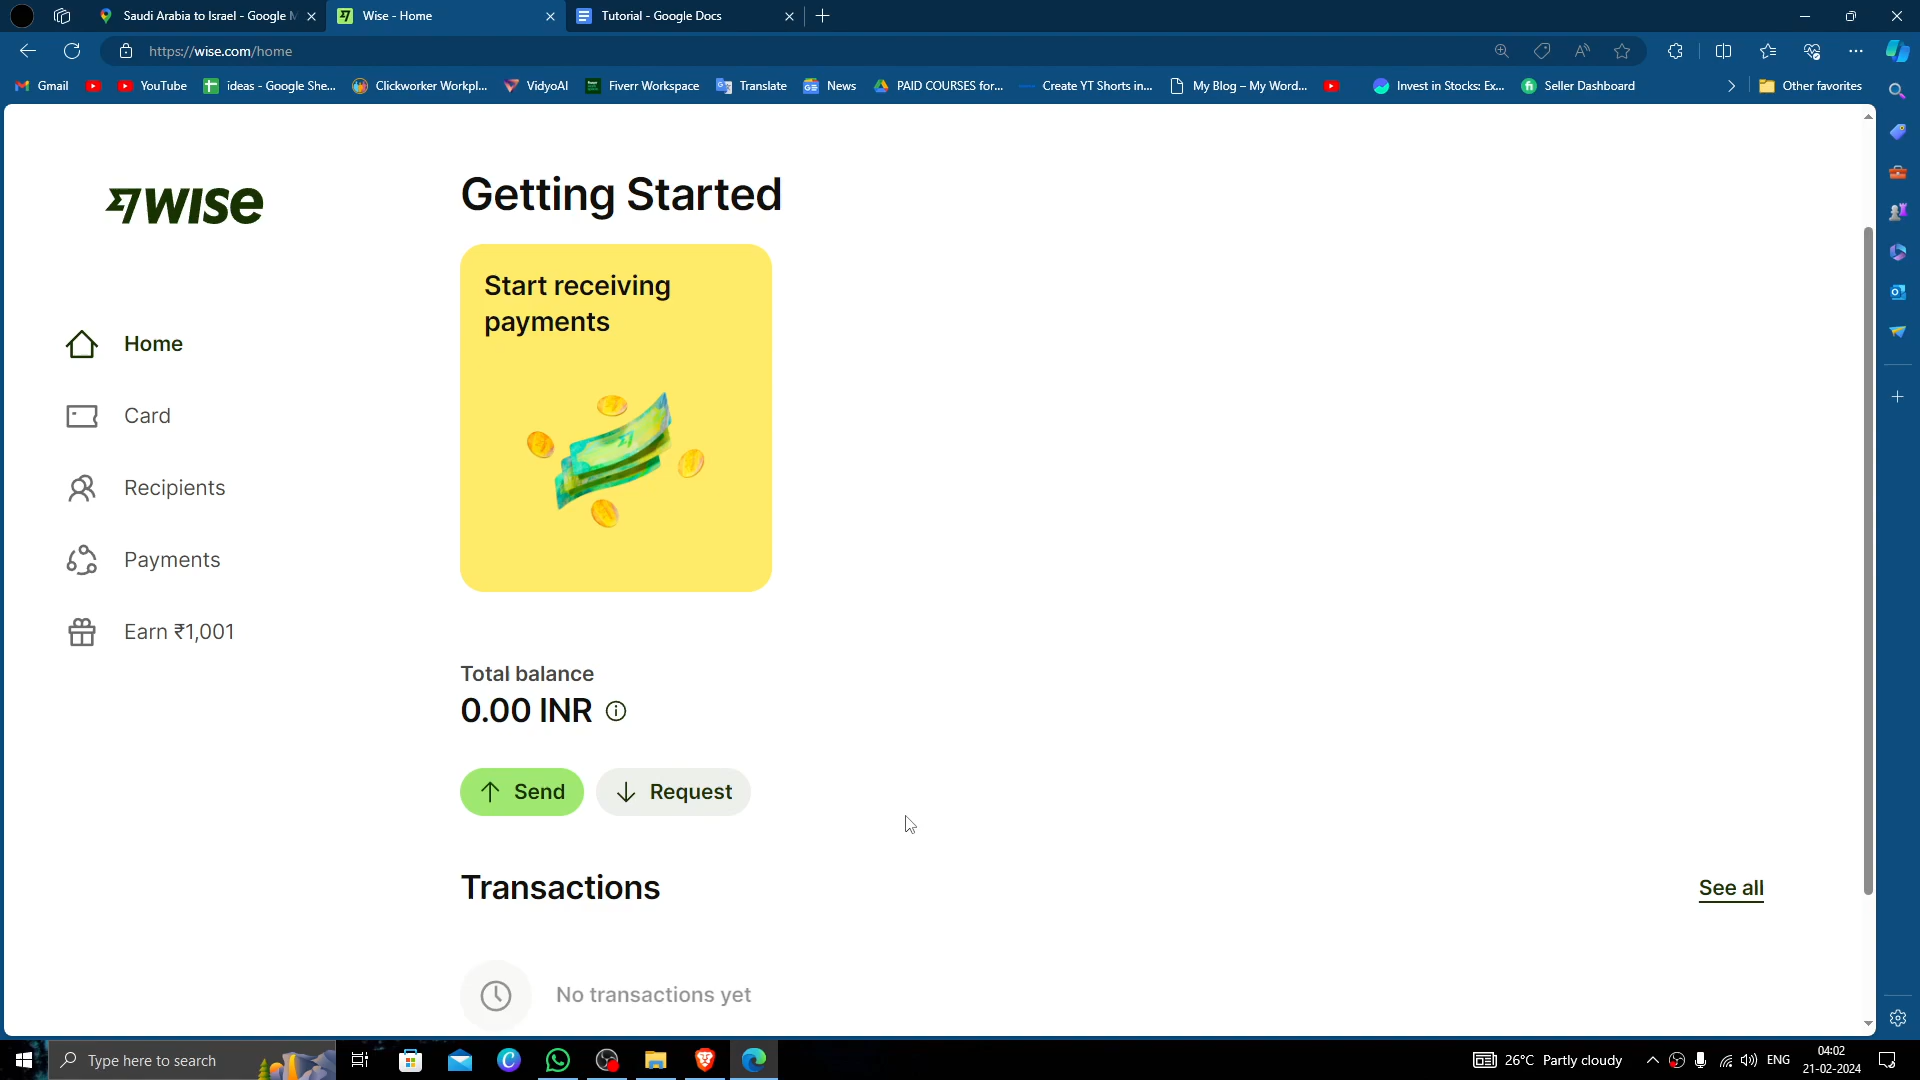 Saudi Arabia to Israel - Google M
Wise - Home
Tutorial - Google Docs
https://wise.com/home
Gmail
YouTube
ideas - Google She...
Clickworker Workpl...
VidyoAI
Fiverr Workspace
Translate
News
PAID COURSES for...
Create YT Shorts in...
My Blog – My Word...
Invest in Stocks: Ex...
Seller Dashboard
Other favorites
WISE
Home
Card
Recipients
Payments
Earn ₹1,001
Getting Started
Start receiving
payments
Total balance
0.00 INR
Send
Request
Transactions
See all
No transactions yet
Type here to search
26°C Partly cloudy
ENG
04:02
21-02-2024